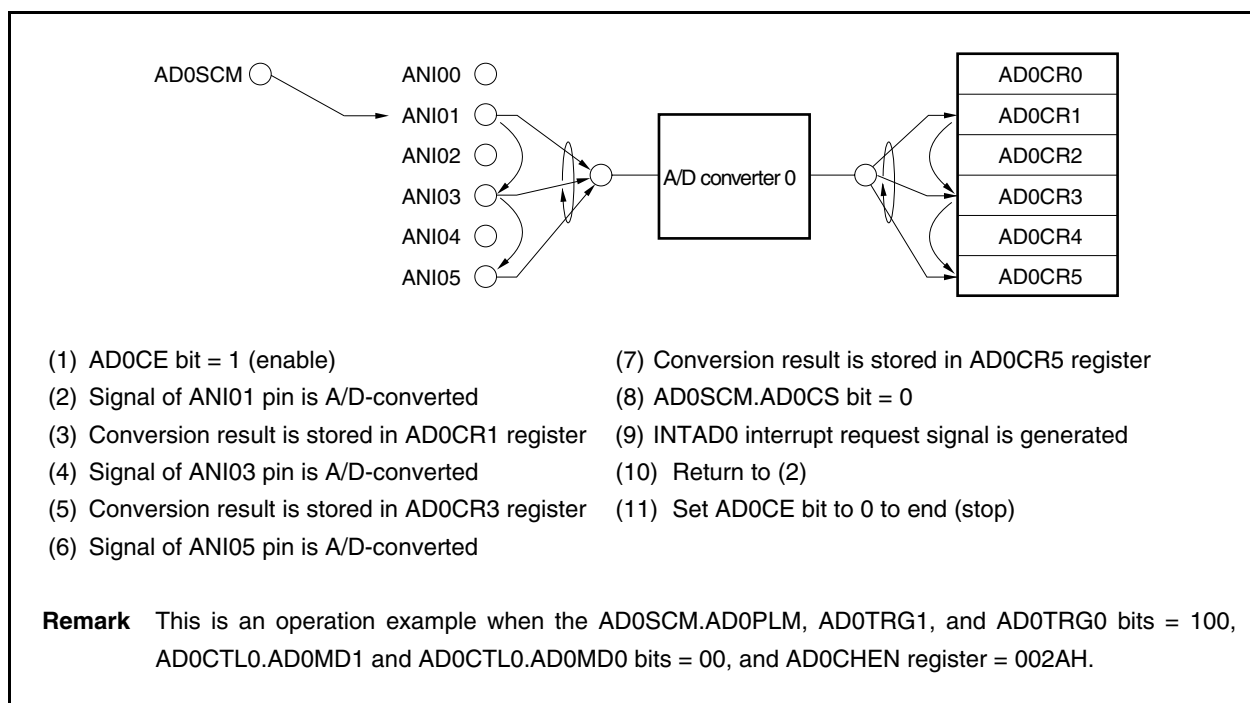 AD0SCM
ANI00
ANI01
ANI02
ANI03
ANI04
ANI05
A/D converter 0
AD0CR0
AD0CR1
AD0CR2
AD0CR3
AD0CR4
AD0CR5
(1) AD0CE bit = 1 (enable)
(2) Signal of ANI01 pin is A/D-converted
(3) Conversion result is stored in AD0CR1 register
(4) Signal of ANI03 pin is A/D-converted
(5) Conversion result is stored in AD0CR3 register
(6) Signal of ANI05 pin is A/D-converted
(7) Conversion result is stored in AD0CR5 register
(8) AD0SCM.AD0CS bit = 0
(9) INTAD0 interrupt request signal is generated
(10) Return to (2)
(11) Set AD0CE bit to 0 to end (stop)
Remark This is an operation example when the AD0SCM.AD0PLM, AD0TRG1, and AD0TRG0 bits = 100,
AD0CTL0.AD0MD1 and AD0CTL0.AD0MD0 bits = 00, and AD0CHEN register = 002AH.